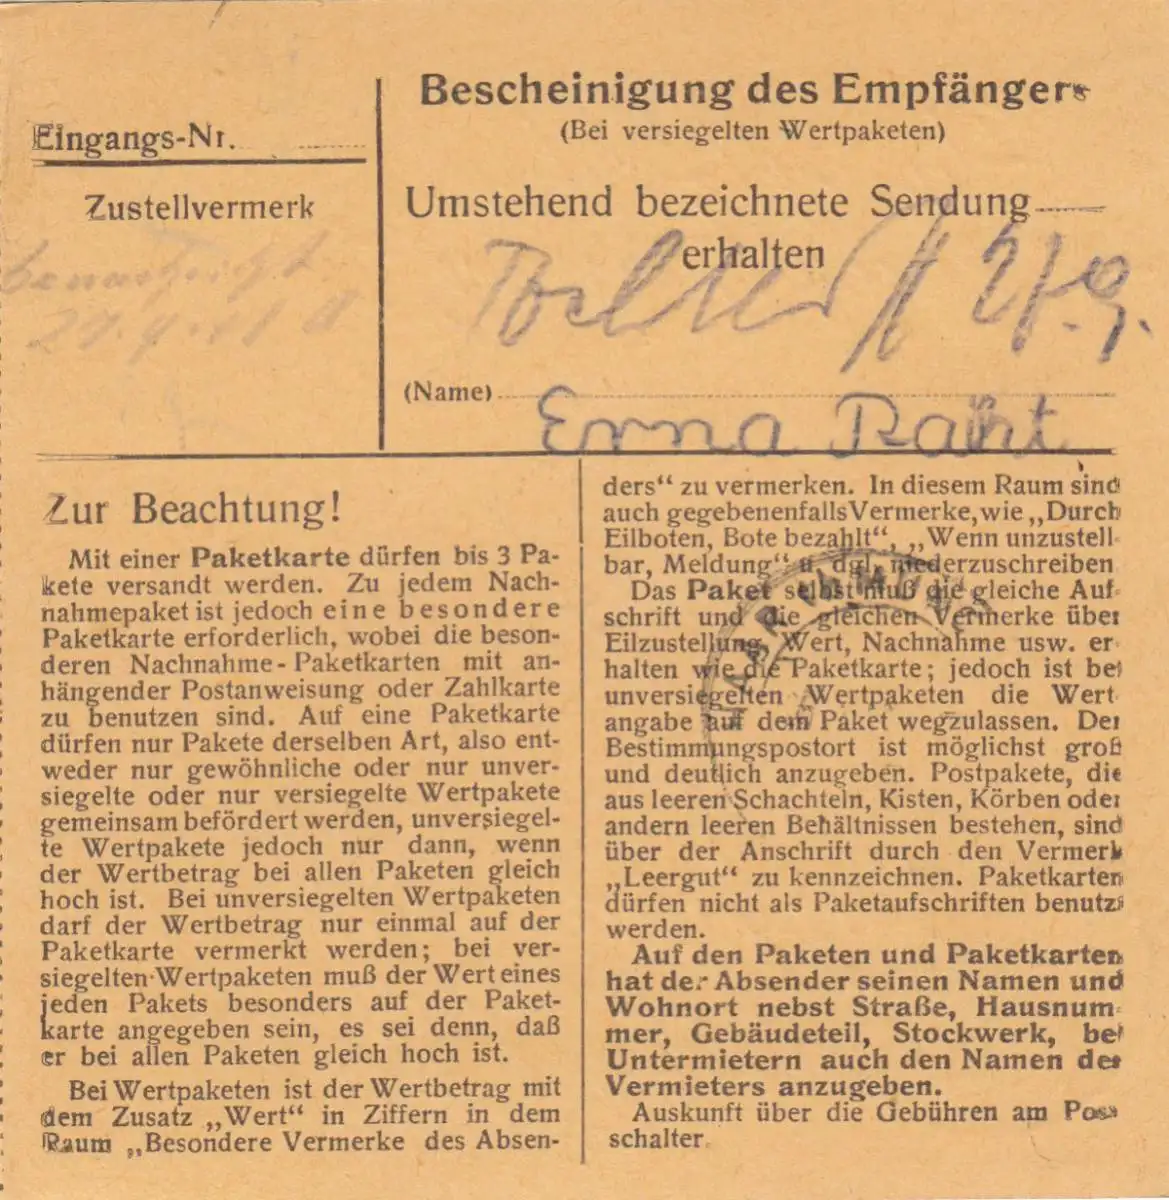 Eingangs-Nr.
Zustellvermerk
29.9.41
Bescheinigung des Empfängers
(Bei versiegelten Wertpaketen)
Umstehend bezeichnete Sendung
erhalten
(Name)
Erna
Zur Beachtung!
Mit einer Paketkarte dürfen bis 3 Pa-
kete versandt werden. Zu jedem Nach-
nahmepaket ist jedoch eine besondere
Paketkarte erforderlich, wobei die beson-
deren Nachnahme-Paketkarten mit an-
hängender Postanweisung oder Zahlkarte
zu benutzen sind. Auf eine Paketkarte
dürfen nur Pakete derselben Art, also ent-
weder nur gewöhnliche oder nur unver-
siegelte oder nur versiegelte Wertpakete
gemeinsam befördert werden, unversiegel-
te Wertpakete jedoch nur dann, wenn
der Wertbetrag bei allen Paketen gleich
hoch ist. Bei unversiegelten Wertpaketen
darf der Wertbetrag nur einmal auf der
Paketkarte vermerkt werden; bei ver-
siegelten Wertpaketen muß der Wert eines
jeden Pakets besonders auf der Paket-
karte angegeben sein, es sei denn, daß
er bei allen Paketen gleich hoch ist.
Bei Wertpaketen ist der Wertbetrag mit
dem Zusatz „Wert“ in Ziffern in dem
Raum „Besondere Vermerke des Absen-
ders“ zu vermerken. In diesem Raum sind
auch gegebenenfalls Vermerke, wie „Durch
Eilboten, Bote bezahlt“, „Wenn unzustell
bar, Meldung“ u. dgl. niederzuschreiben
Das Paket selbst muß die gleiche Auf-
schrift und die gleichen Vermerke über
Eilzustellung, Wert, Nachnahme usw. er-
halten wie die Paketkarte; jedoch ist bei
unversiegelten Wertpaketen die Wert-
angabe auf dem Paket wegzulassen. Der
Bestimmungspostort ist möglichst groß
und deutlich anzugeben. Postpakete, die
aus leeren Schachteln, Kisten, Körben oder
andern leeren Behältnissen bestehen, sind
über der Anschrift durch den Vermerk
„Leergut“ zu kennzeichnen. Paketkarten
dürfen nicht als Paketaufschriften benutzt
werden.
Auf den Paketen und Paketkarten
hat der Absender seinen Namen und
Wohnort nebst Straße, Hausnum-
mer, Gebäudeteil, Stockwerk, bei
Untermietern auch den Namen des
Vermieters anzugeben.
Auskunft über die Gebühren am Post
schalter.